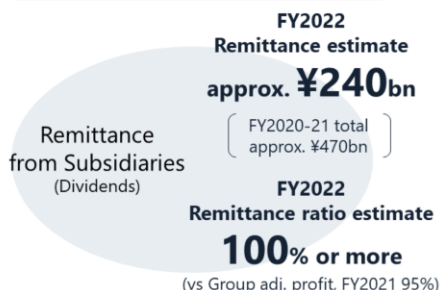 FY2022
Remittance estimate
approx. ¥240bn
FY2020-21 total
approx. ¥470bn
Remittance
from Subsidiaries
(Dividends)
FY2022
Remittance ratio estimate
100% or more
(vs Group adj. profit, FY2021 95%)